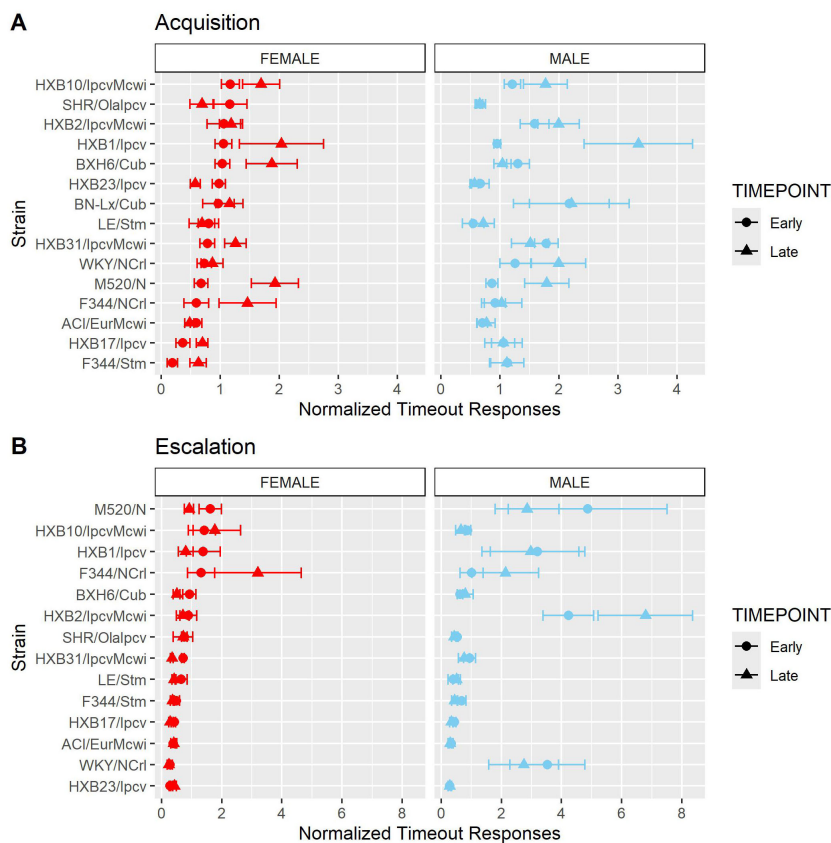 A
Acquisition
FEMALE
MALE
HXB10/IpcvMcwi
SHR/OlaIpcv
HXB2/IpcvMcwi
HXB1/Ipcv
BXH6/Cub
HXB23/Ipcv
BN-Lx/Cub
LE/Stm
HXB31/IpcvMcwi
WKY/NCrl
M520/N
F344/NCrl
ACI/EurMcwi
HXB17/Ipcv
F344/Stm
Strain
0 1 2 3 4
0 1 2 3 4
Normalized Timeout Responses
TIMEPOINT
Early
Late
B
Escalation
FEMALE
MALE
M520/N
HXB10/IpcvMcwi
HXB1/Ipcv
F344/NCrl
BXH6/Cub
HXB2/IpcvMcwi
SHR/OlaIpcv
HXB31/IpcvMcwi
LE/Stm
F344/Stm
HXB17/Ipcv
ACI/EurMcwi
WKY/NCrl
HXB23/Ipcv
Strain
0 2 4 6 8
0 2 4 6 8
Normalized Timeout Responses
TIMEPOINT
Early
Late